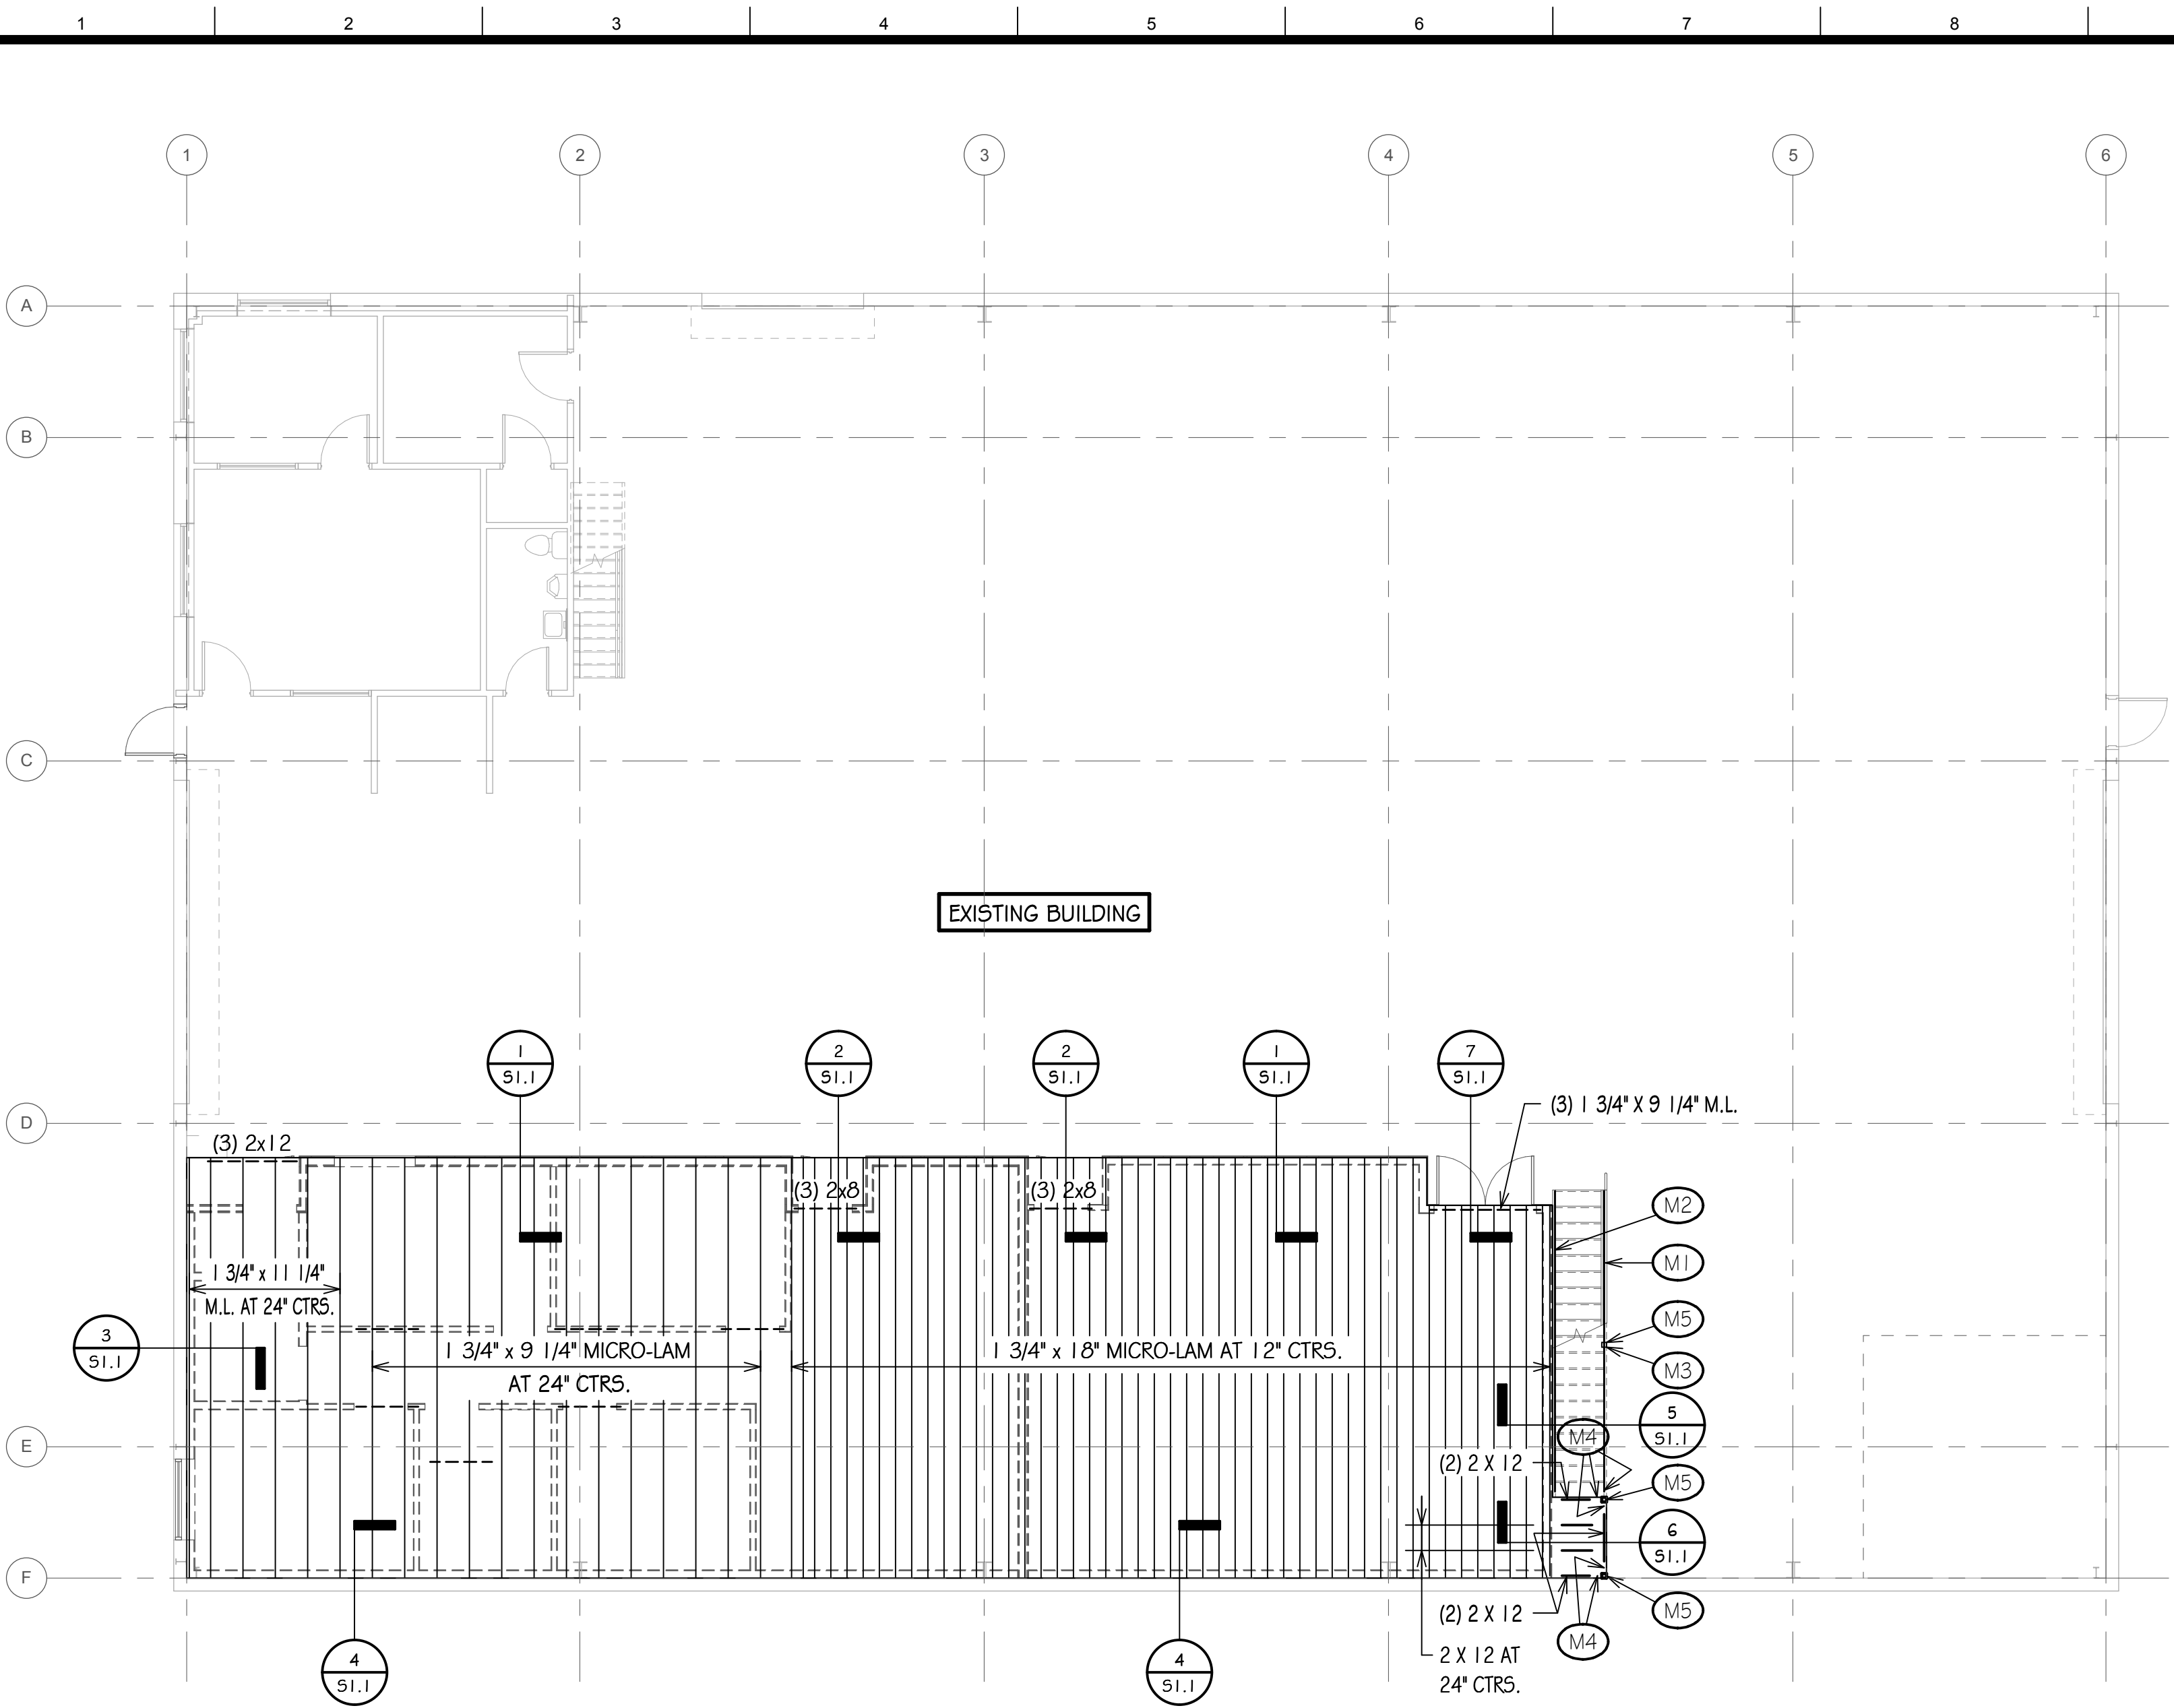 1 2 3 4 5 6 7 8
1 2 3 4 5 6
A
B
C
EXISTING BUILDING
1 2 2 1 7
S1.1 S1.1 S1.1 S1.1 S1.1
(3) 1 3/4" X 9 1/4" M.L.
D
(3) 2x12
(3) 2x8 (3) 2x8
M2
M1
1 3/4" x 11 1/4"
M.L. AT 24" CTRS.
M5
3
S1.1
1 3/4" x 9 1/4" MICRO-LAM
AT 24" CTRS.
1 3/4" x 18" MICRO-LAM AT 12" CTRS.
M3
5
S1.1
M4
E
(2) 2 X 12
M5
6
S1.1
F
(2) 2 X 12
M5
M4
2 X 12 AT
24" CTRS.
4 4
S1.1 S1.1